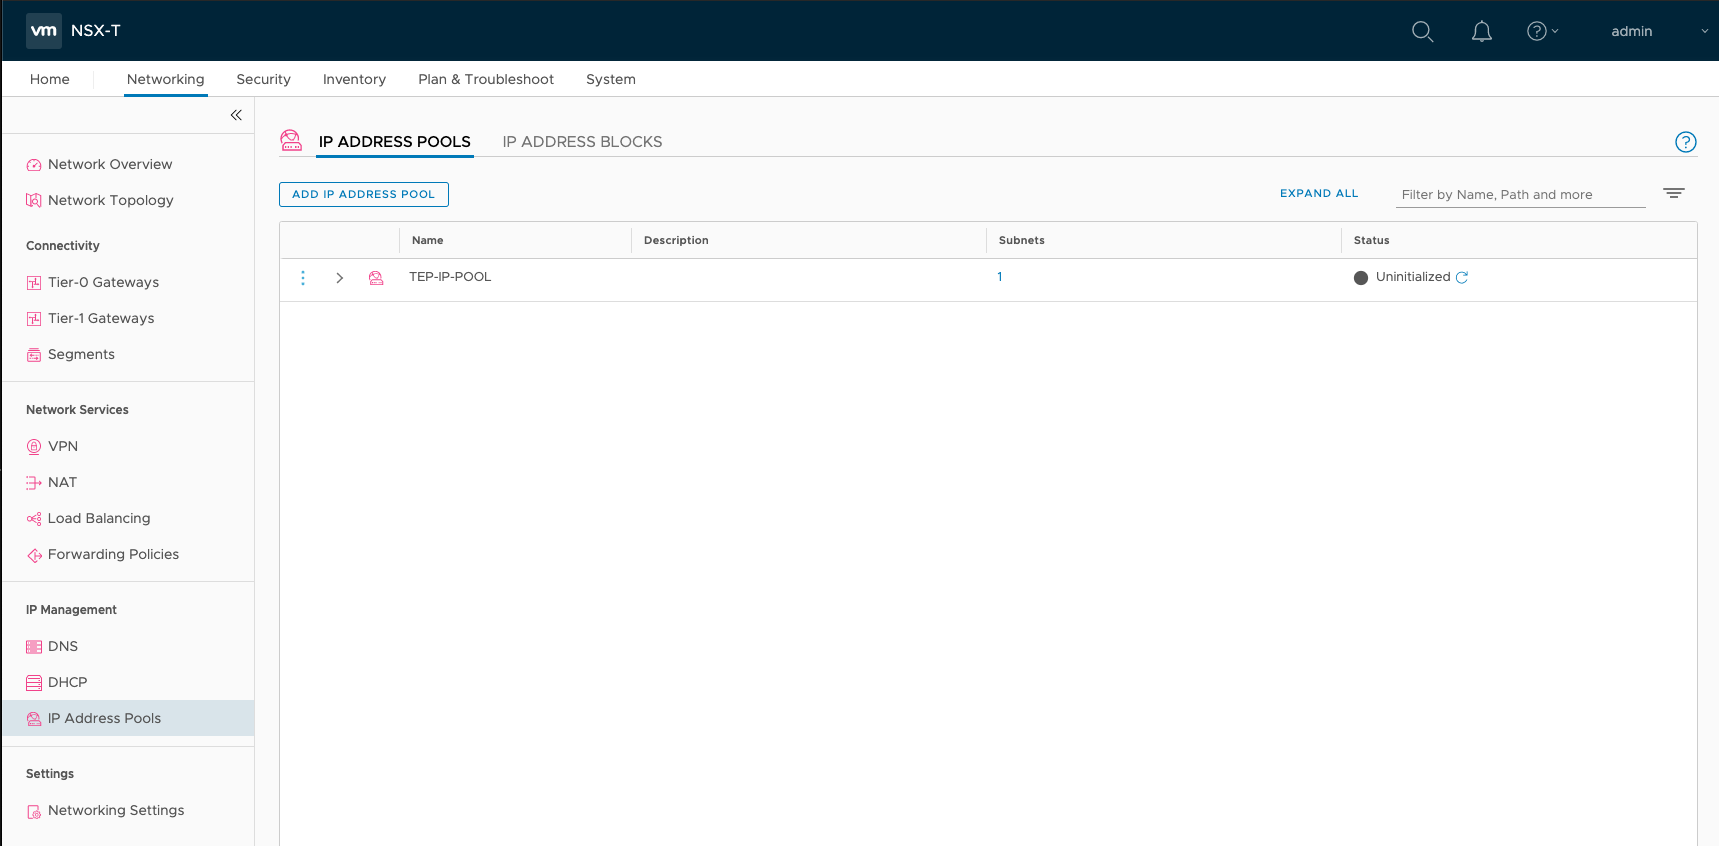 vm NSX-T admin
Home Networking Security Inventory Plan & Troubleshoot System
Network Overview
Network Topology
Connectivity
Tier-0 Gateways
Tier-1 Gateways
Segments
Network Services
VPN
NAT
Load Balancing
Forwarding Policies
IP Management
DNS
DHCP
IP Address Pools
Settings
Networking Settings
IP ADDRESS POOLS IP ADDRESS BLOCKS
ADD IP ADDRESS POOL EXPAND ALL Filter by Name, Path and more
Name Description Subnets Status
TEP-IP-POOL 1 Uninitialized